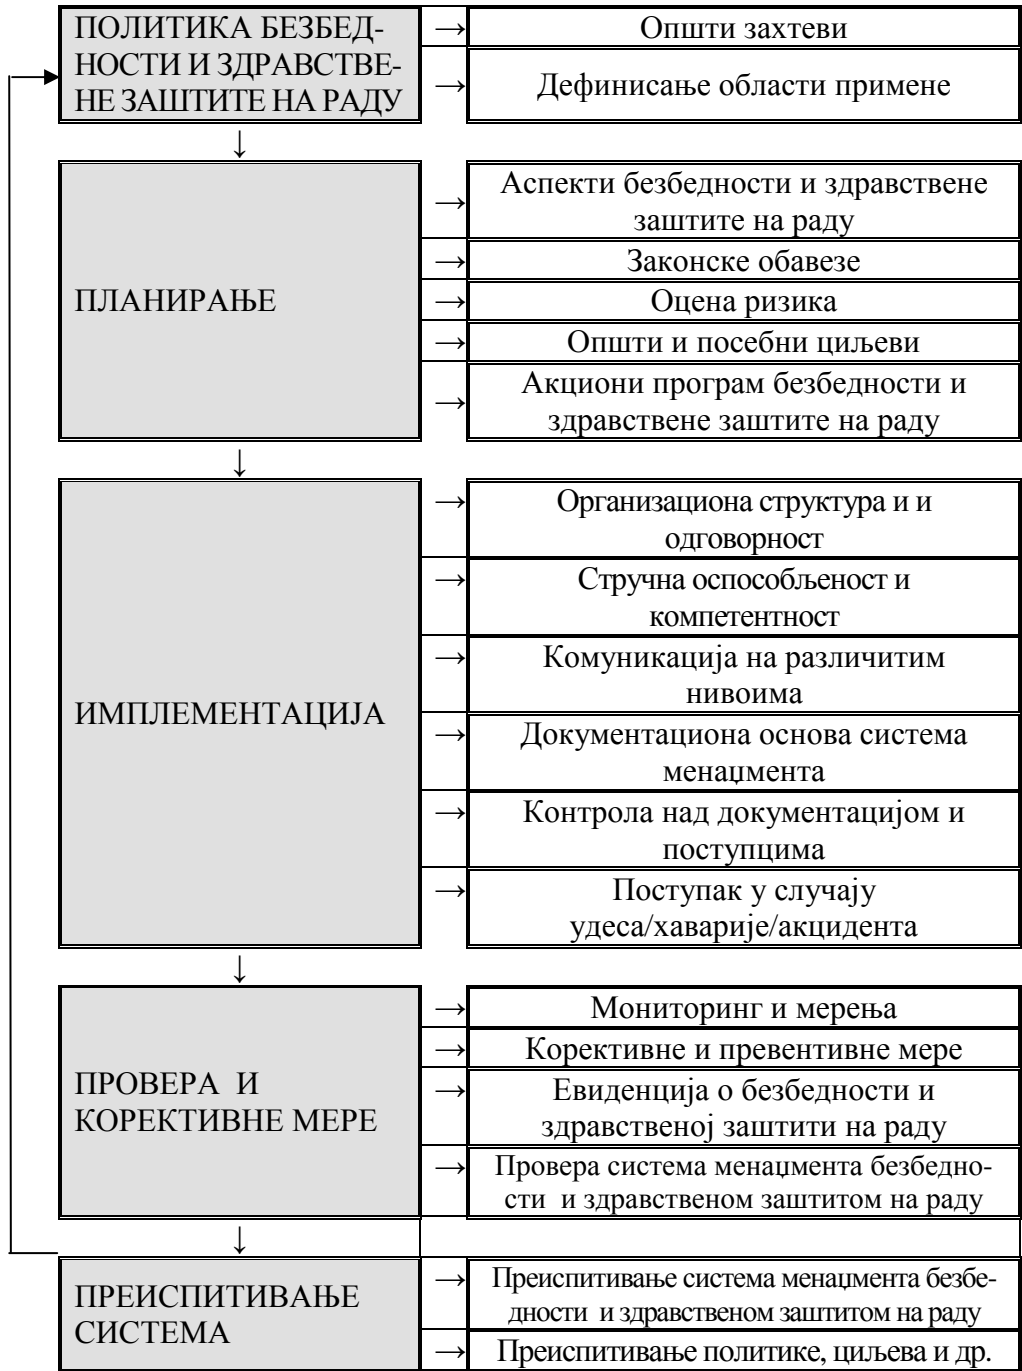 ПОЛИТИКА БЕЗБЕД-
НОСТИ И ЗДРАВСТВЕ-
НЕ ЗАШТИТЕ НА РАДУ
→ Општи захтеви
→ Дефинисање области примене
↓
ПЛАНИРАЊЕ
→ Аспекти безбедности и здравствене
заштите на раду
→ Законске обавезе
→ Оцена ризика
→ Општи и посебни циљеви
→ Акциони програм безбедности и
здравствене заштите на раду
↓
ИМПЛЕМЕНТАЦИЈА
→ Организациона структура и и
одговорност
→ Стручна оспособљеност и
компетентност
→ Комуникација на различитим
нивоима
→ Документациона основа система
менаџмента
→ Контрола над документацијом и
поступцима
→ Поступак у случају
удеса/хаварије/акцидента
↓
ПРОВЕРА И
КОРЕКТИВНЕ МЕРЕ
→ Мониторинг и мерења
→ Корективне и превентивне мере
→ Евиденција о безбедности и
здравственој заштити на раду
→ Провера система менаџмента безбедно-
сти и здравственом заштитом на раду
↓
ПРЕИСПИТИВАЊЕ
СИСТЕМА
→ Преиспитивање система менаџмента безбе-
дности и здравственом заштитом на раду
→ Преиспитивање политике, циљева и др.